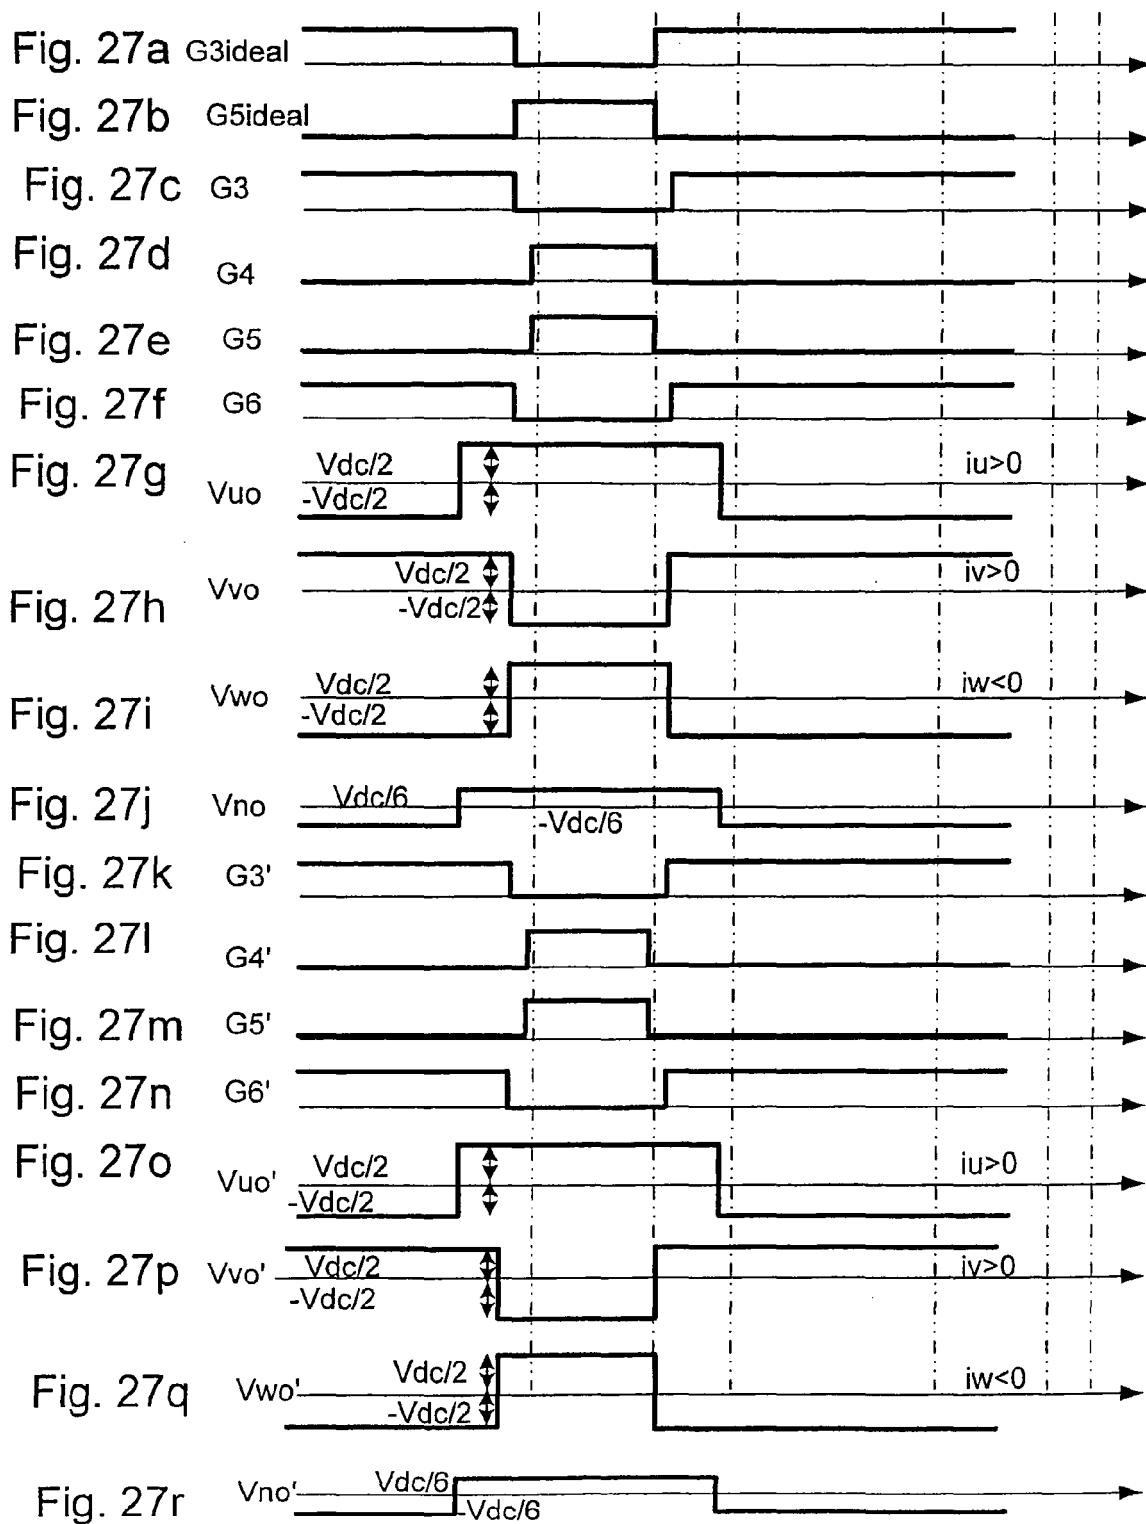 Fig. 27a G3ideal
Fig. 27b G5ideal
Fig. 27c G3
Fig. 27d G4
Fig. 27e G5
Fig. 27f G6
Fig. 27g Vuo Vdc/2 -Vdc/2 iu>0
Fig. 27h Vvo Vdc/2 -Vdc/2 iv>0
Fig. 27i Vwo Vdc/2 -Vdc/2 iw<0
Fig. 27j Vno Vdc/6 -Vdc/6
Fig. 27k G3'
Fig. 27l G4'
Fig. 27m G5'
Fig. 27n G6'
Fig. 27o Vuo' Vdc/2 -Vdc/2 iu>0
Fig. 27p Vvo' Vdc/2 -Vdc/2 iv>0
Fig. 27q Vwo' Vdc/2 -Vdc/2 iw<0
Fig. 27r Vno' Vdc/6 -Vdc/6